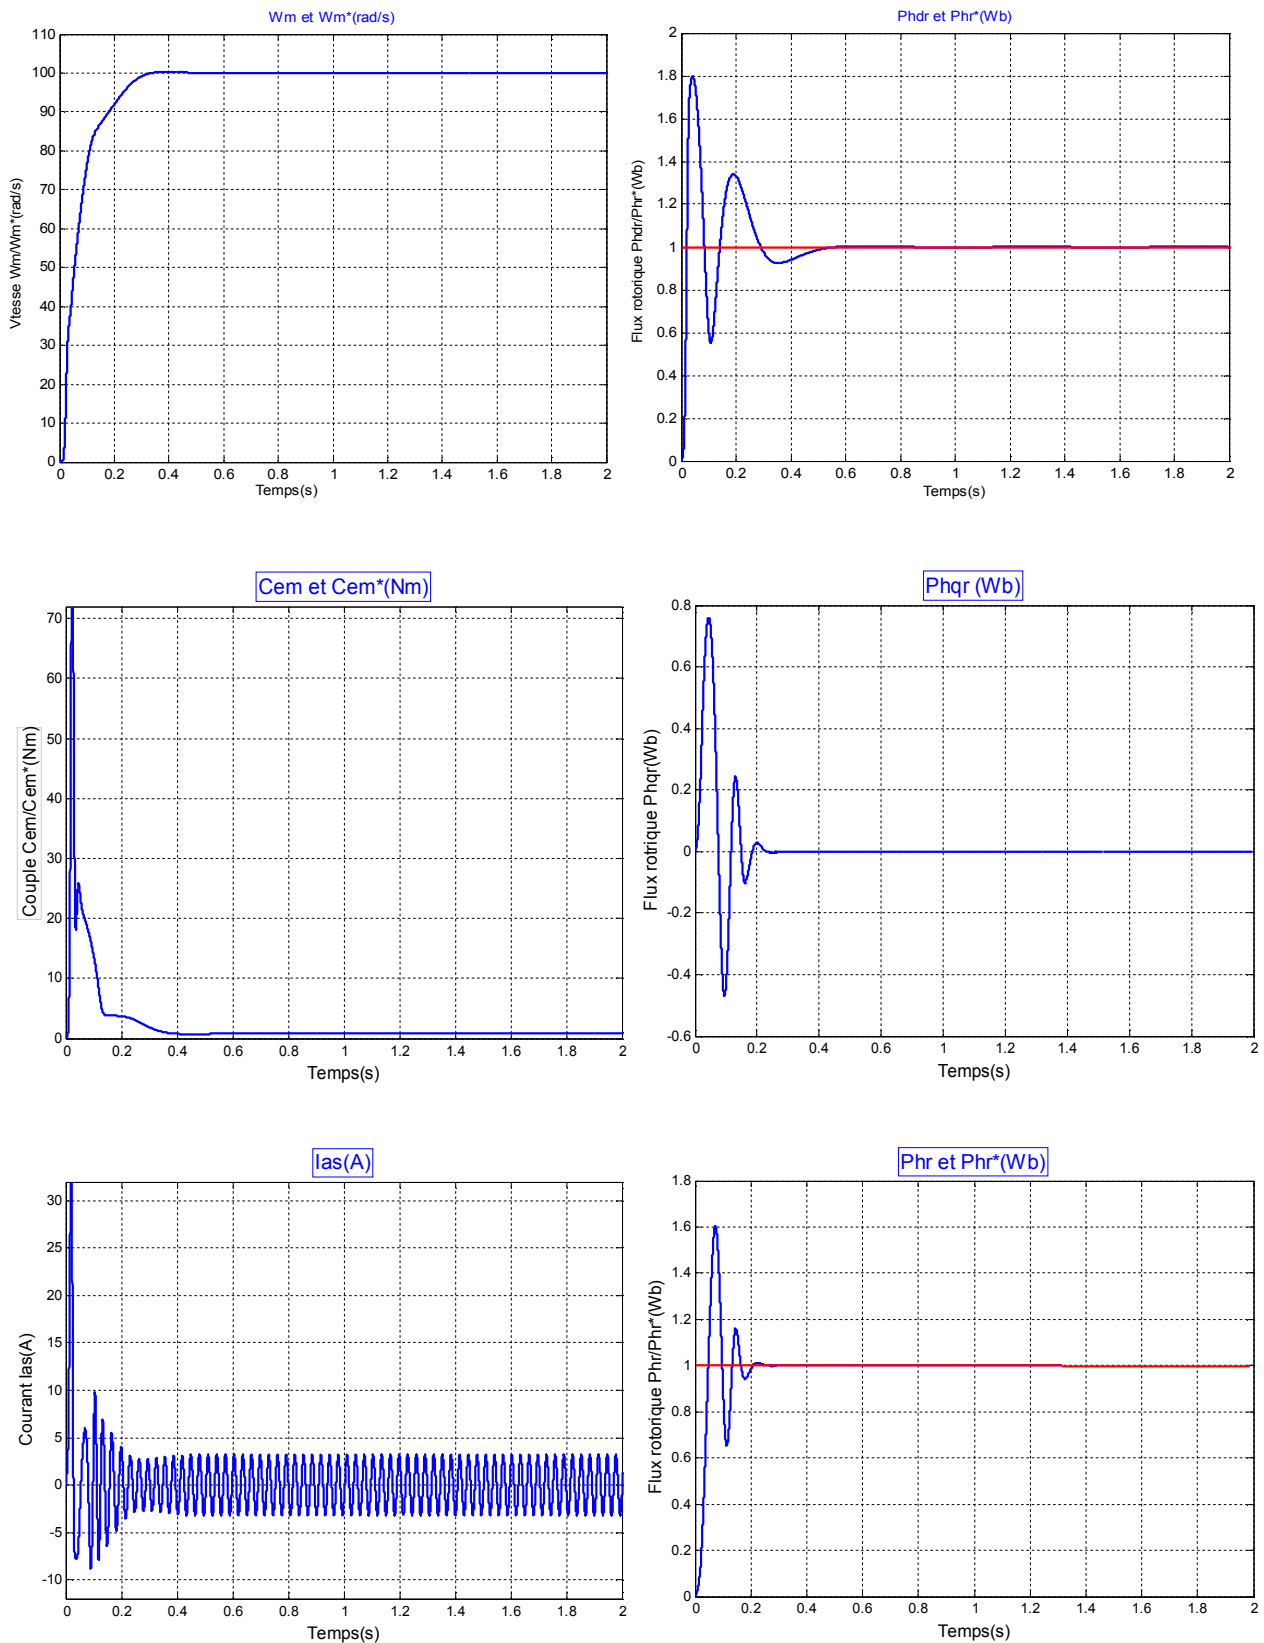 Wm et Wm*(rad/s)
Vtesse Wm/Wm*(rad/s)
110
100
90
80
70
60
50
40
30
20
10
0
0 0.2 0.4 0.6 0.8 1 1.2 1.4 1.6 1.8 2
Temps(s)
Phdr et Phr*(Wb)
Flux rotorique Phdr/Phr*(Wb)
2
1.8
1.6
1.4
1.2
1
0.8
0.6
0.4
0.2
0
0 0.2 0.4 0.6 0.8 1 1.2 1.4 1.6 1.8 2
Temps(s)
Cem et Cem*(Nm)
Couple Cem/Cem*(Nm)
70
60
50
40
30
20
10
0
0 0.2 0.4 0.6 0.8 1 1.2 1.4 1.6 1.8 2
Temps(s)
Phqr (Wb)
Flux rotrique Phqr(Wb)
0.8
0.6
0.4
0.2
0
-0.2
-0.4
-0.6
0 0.2 0.4 0.6 0.8 1 1.2 1.4 1.6 1.8 2
Temps(s)
Ias(A)
Courant Ias(A)
30
25
20
15
10
5
0
-5
-10
0 0.2 0.4 0.6 0.8 1 1.2 1.4 1.6 1.8 2
Temps(s)
Phr et Phr*(Wb)
Flux rotorique Phr/Phr*(Wb)
1.8
1.6
1.4
1.2
1
0.8
0.6
0.4
0.2
0
0 0.2 0.4 0.6 0.8 1 1.2 1.4 1.6 1.8 2
Temps(s)